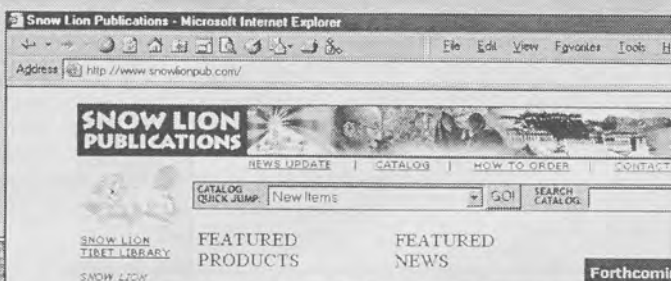 Snow Lion Publications - Microsoft Internet Explorer
File Edit View Favorites Tools H
Address http://www.snowlionpub.com/
SNOW LION
PUBLICATIONS
NEWS UPDATE | CATALOG | HOW TO ORDER | CONTACT
CATALOG
QUICK JUMP: New Items GO! SEARCH
CATALOG:
SNOW LION
TIBET LIBRARY
SNOW LION
FEATURED
PRODUCTS
FEATURED
NEWS
Forthcomin